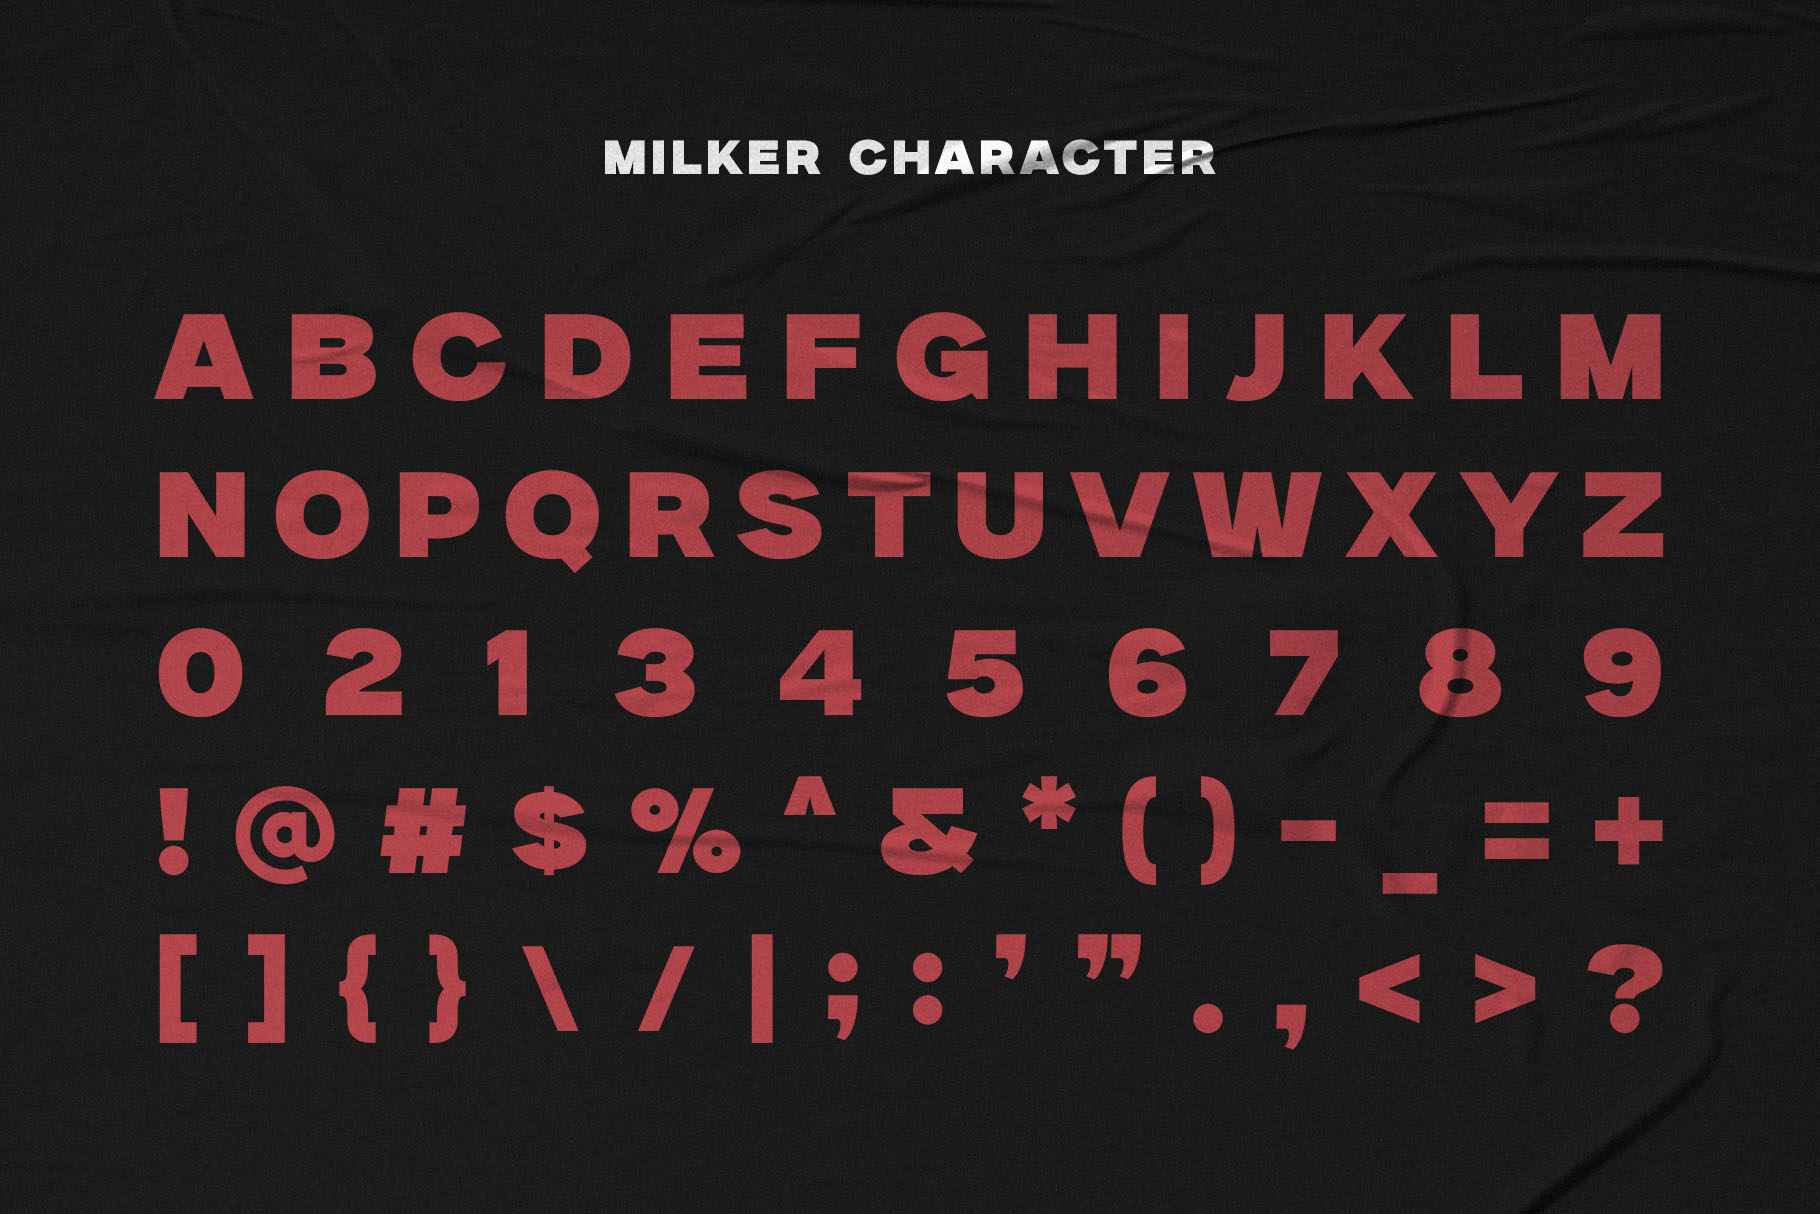 MILKER CHARACTER
A B C D E F G H I J K L M
N O P Q R S T U V W X Y Z
0 2 1 3 4 5 6 7 8 9
! @ # $ % ^ & * ( ) - _ = +
[ ] { } \ / | ; : ’ ” . , < > ?